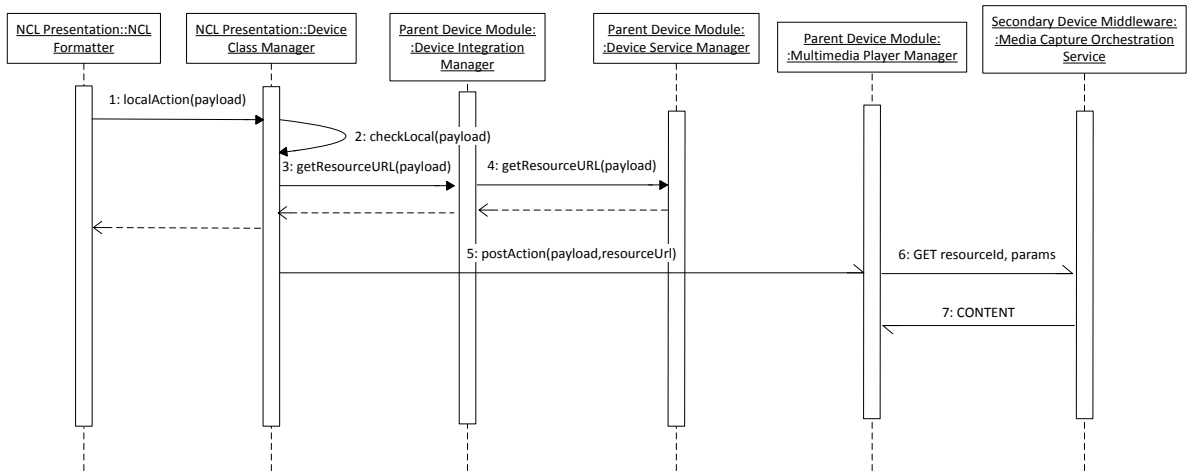 NCL Presentation::NCL
Formatter
NCL Presentation::Device
Class Manager
Parent Device Module:
:Device Integration
Manager
Parent Device Module:
:Device Service Manager
Parent Device Module:
:Multimedia Player Manager
Secondary Device Middleware:
:Media Capture Orchestration
Service
1: localAction(payload)
2: checkLocal(payload)
3: getResourceURL(payload)
4: getResourceURL(payload)
5: postAction(payload,resourceUrl)
6: GET resourceId, params
7: CONTENT